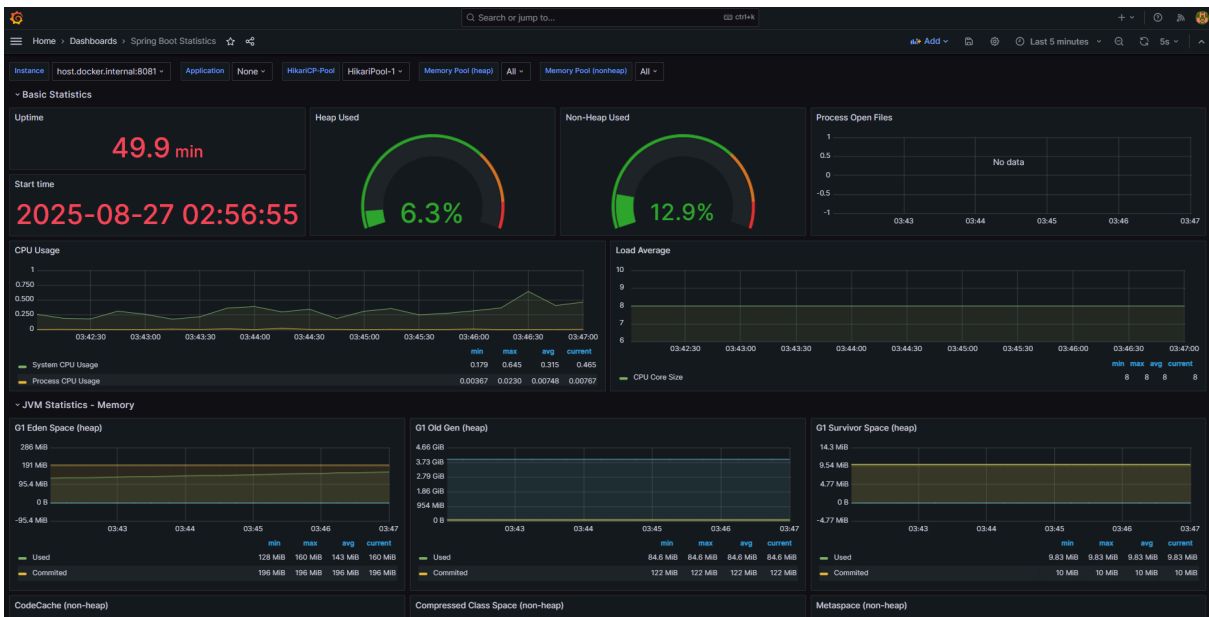 Search or jump to... ctrl+k
Home › Dashboards › Spring Boot Statistics Add Last 5 minutes 5s
Instance host.docker.internal:8081 Application None HikariCP-Pool HikariPool-1 Memory Pool (heap) All Memory Pool (nonheap) All
Basic Statistics
Uptime
49.9 min
Start time
2025-08-27 02:56:55
Heap Used
6.3%
Non-Heap Used
12.9%
Process Open Files
1
0.5
0
-0.5
-1
No data
03:43 03:44 03:45 03:46 03:47
CPU Usage
1
0.750
0.500
0.250
0
03:42:30 03:43:00 03:43:30 03:44:00 03:44:30 03:45:00 03:45:30 03:46:00 03:46:30 03:47:00
min max avg current
System CPU Usage 0.179 0.645 0.315 0.465
Process CPU Usage 0.00367 0.0230 0.00748 0.00767
Load Average
10
9
8
7
6
03:42:30 03:43:00 03:43:30 03:44:00 03:44:30 03:45:00 03:45:30 03:46:00 03:46:30 03:47:00
min max avg current
CPU Core Size 8 8 8 8
JVM Statistics - Memory
G1 Eden Space (heap)
286 MiB
191 MiB
95.4 MiB
0 B
-95.4 MiB
03:43 03:44 03:45 03:46 03:47
min max avg current
Used 128 MiB 160 MiB 143 MiB 160 MiB
Commited 196 MiB 196 MiB 196 MiB 196 MiB
G1 Old Gen (heap)
4.66 GiB
3.73 GiB
2.79 GiB
1.86 GiB
954 MiB
0 B
03:43 03:44 03:45 03:46 03:47
min max avg current
Used 84.6 MiB 84.6 MiB 84.6 MiB 84.6 MiB
Commited 122 MiB 122 MiB 122 MiB 122 MiB
G1 Survivor Space (heap)
14.3 MiB
9.54 MiB
4.77 MiB
0 B
-4.77 MiB
03:43 03:44 03:45 03:46 03:47
min max avg current
Used 9.83 MiB 9.83 MiB 9.83 MiB 9.83 MiB
Commited 10 MiB 10 MiB 10 MiB 10 MiB
CodeCache (non-heap)
Compressed Class Space (non-heap)
Metaspace (non-heap)